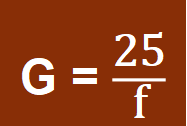 G = 25/f